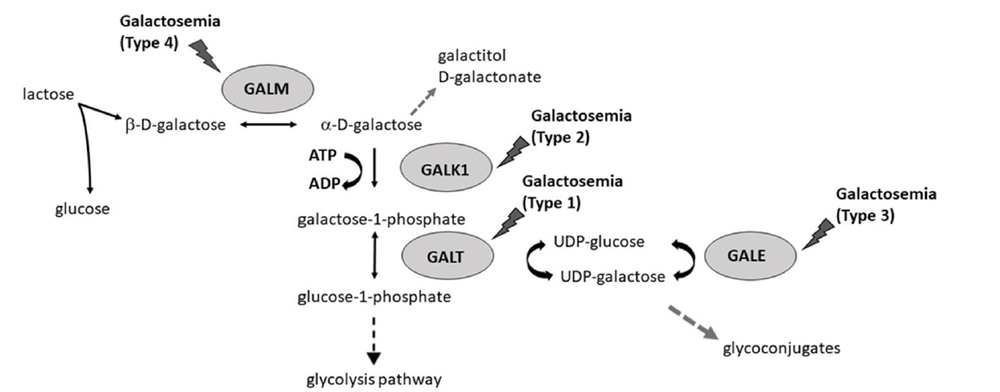 Galactosemia
(Type 4)
GALM
galactitol
D-galactonate
lactose
β-D-galactose
α-D-galactose
Galactosemia
(Type 2)
ATP
ADP
GALK1
glucose
Galactosemia
(Type 1)
galactose-1-phosphate
Galactosemia
(Type 3)
GALT
UDP-glucose
UDP-galactose
GALE
glucose-1-phosphate
glycoconjugates
glycolysis pathway